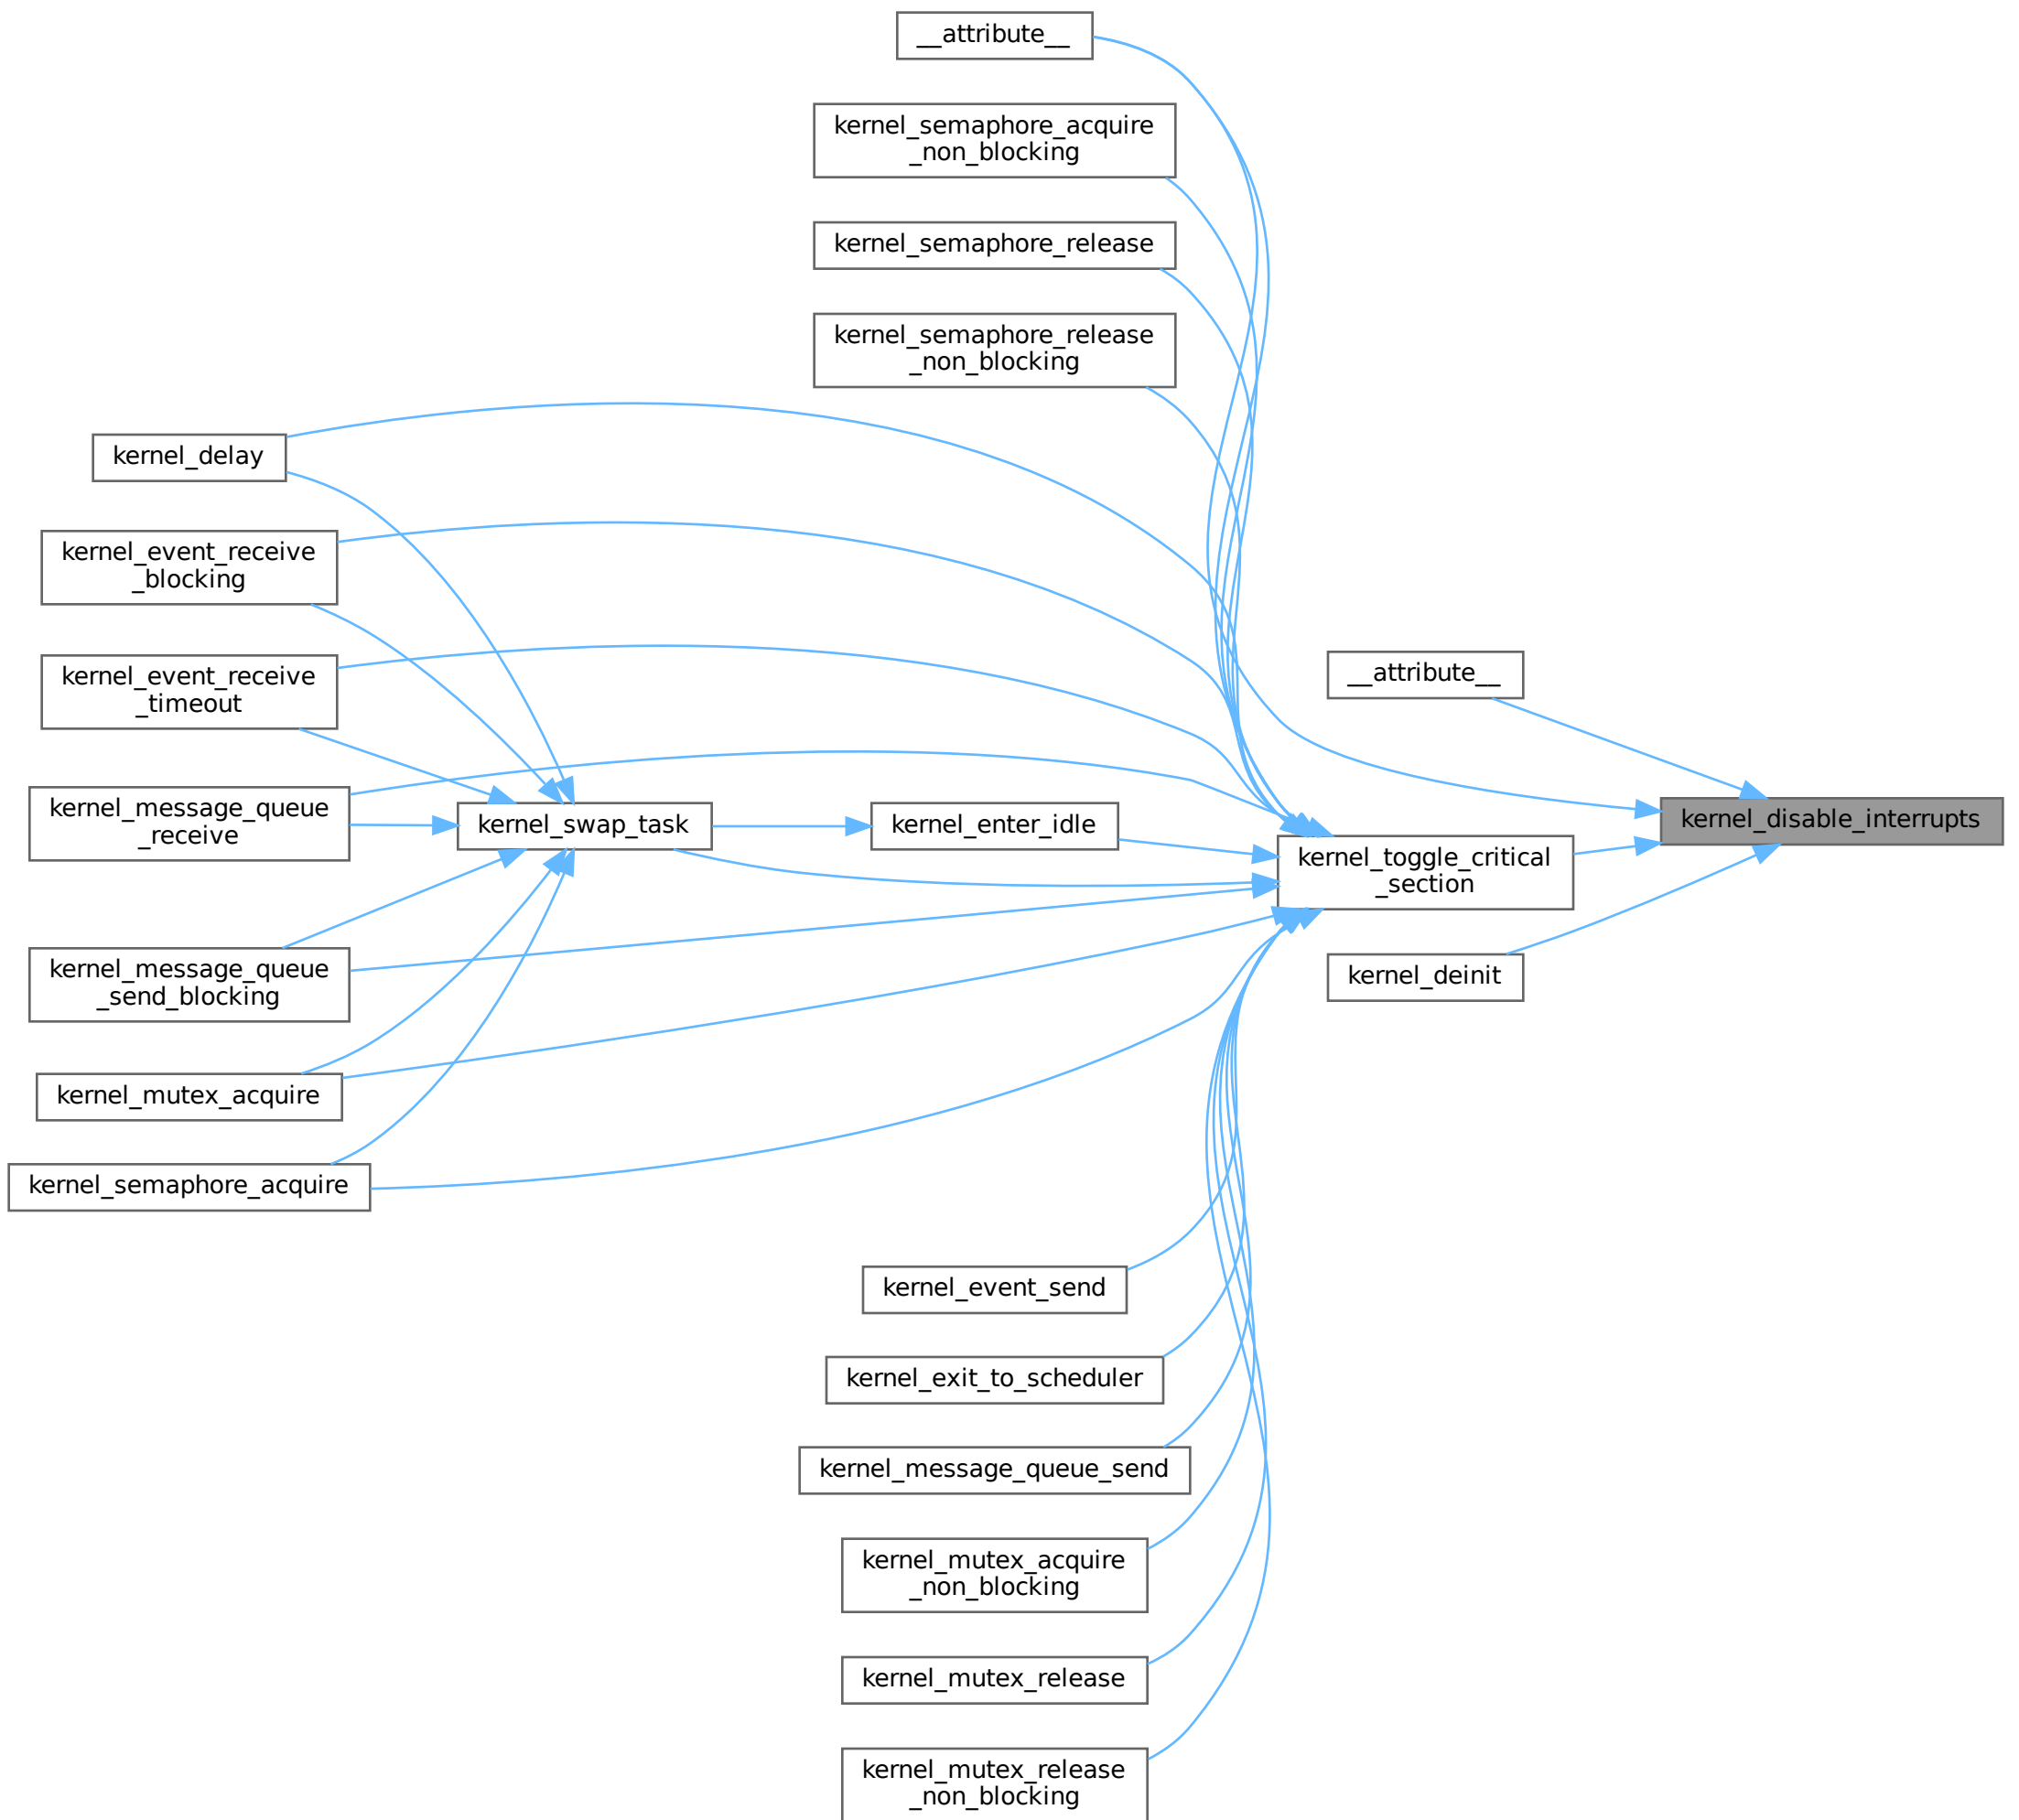 __attribute__
kernel_semaphore_acquire
_non_blocking
kernel_semaphore_release
kernel_semaphore_release
_non_blocking
kernel_delay
kernel_event_receive
_blocking
kernel_event_receive
_timeout
kernel_message_queue
_receive
kernel_swap_task
kernel_enter_idle
kernel_toggle_critical
_section
__attribute__
kernel_disable_interrupts
kernel_deinit
kernel_message_queue
_send_blocking
kernel_mutex_acquire
kernel_semaphore_acquire
kernel_event_send
kernel_exit_to_scheduler
kernel_message_queue_send
kernel_mutex_acquire
_non_blocking
kernel_mutex_release
kernel_mutex_release
_non_blocking